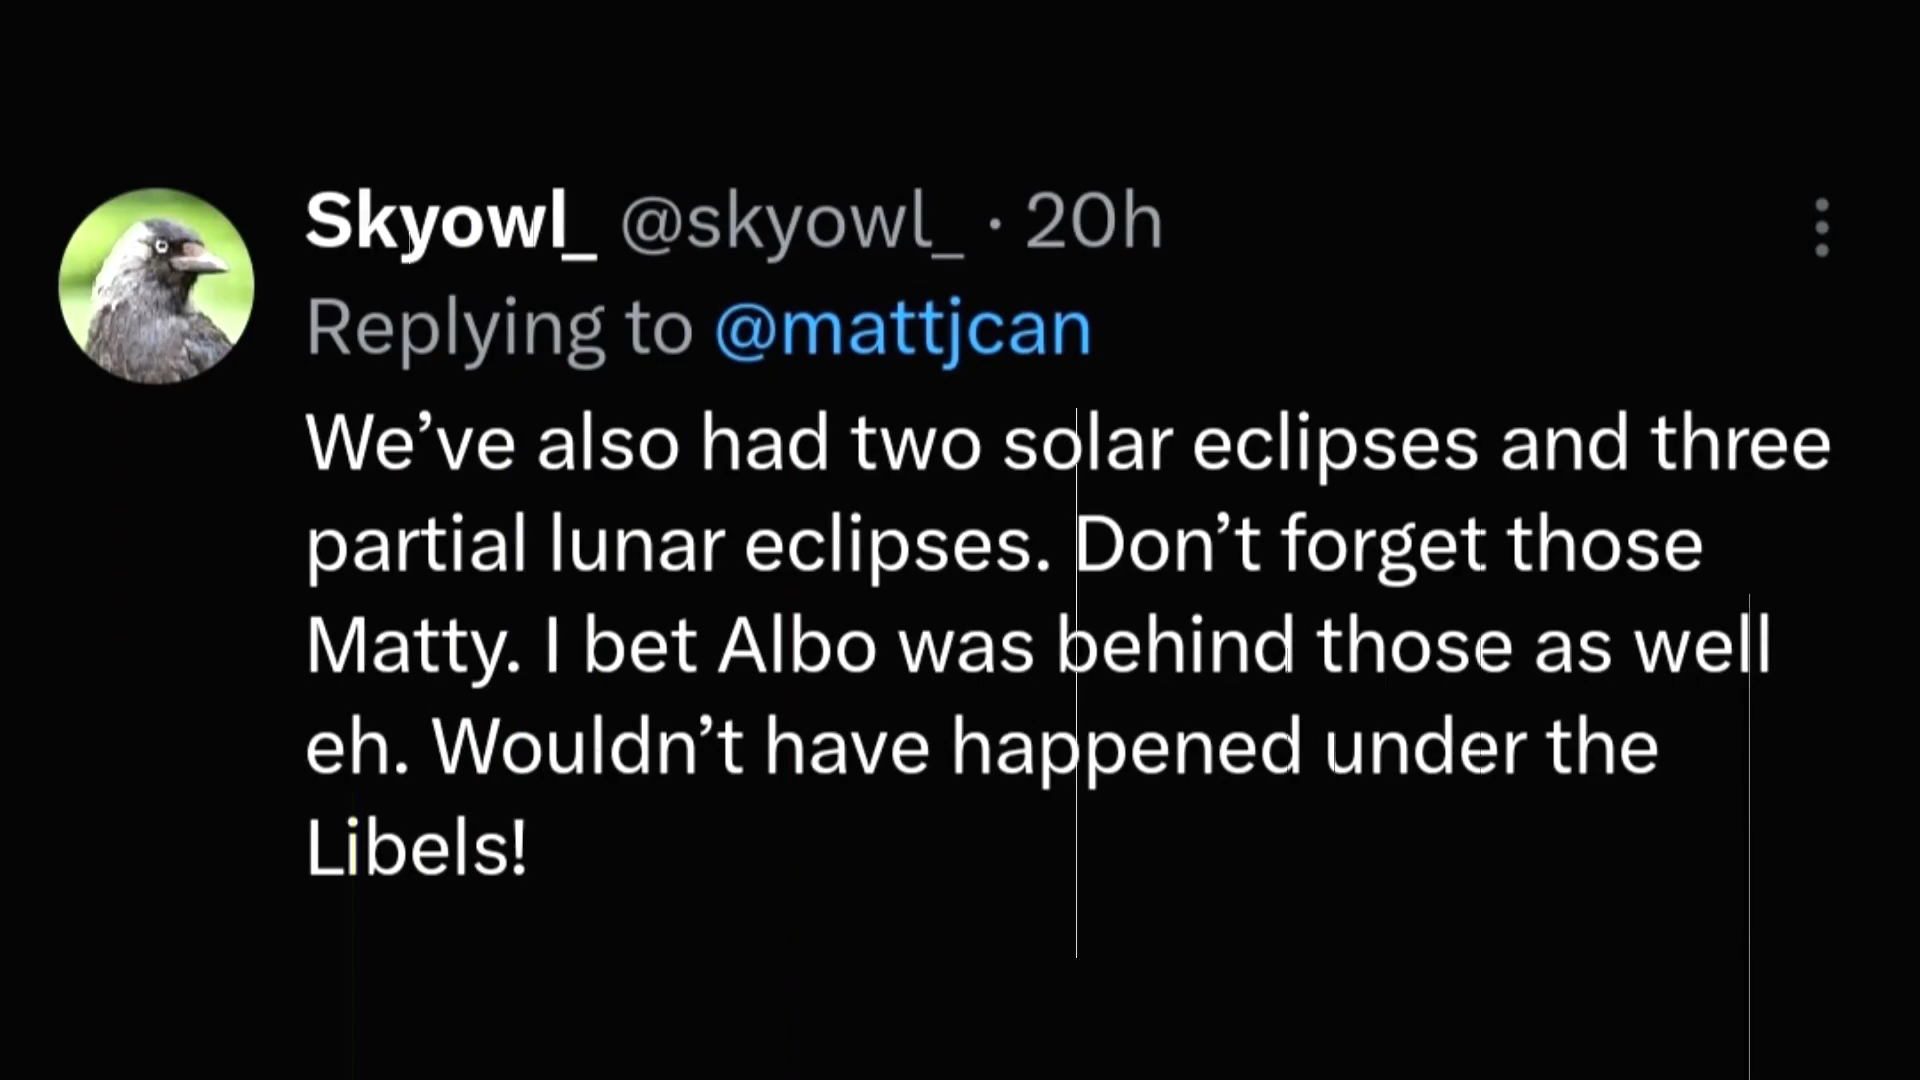 Skyowl_ @skyowl_ · 20h
Replying to @mattjcan
We’ve also had two solar eclipses and three
partial lunar eclipses. Don’t forget those
Matty. I bet Albo was behind those as well
eh. Wouldn’t have happened under the
Libels!